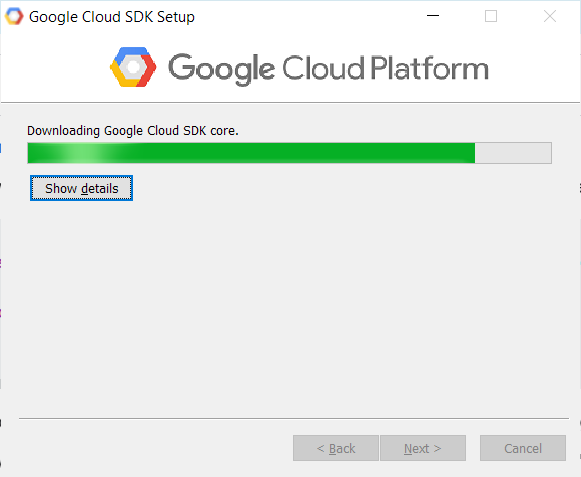 Google Cloud SDK Setup
Google Cloud Platform
Downloading Google Cloud SDK core.
Show details
< Back Next > Cancel